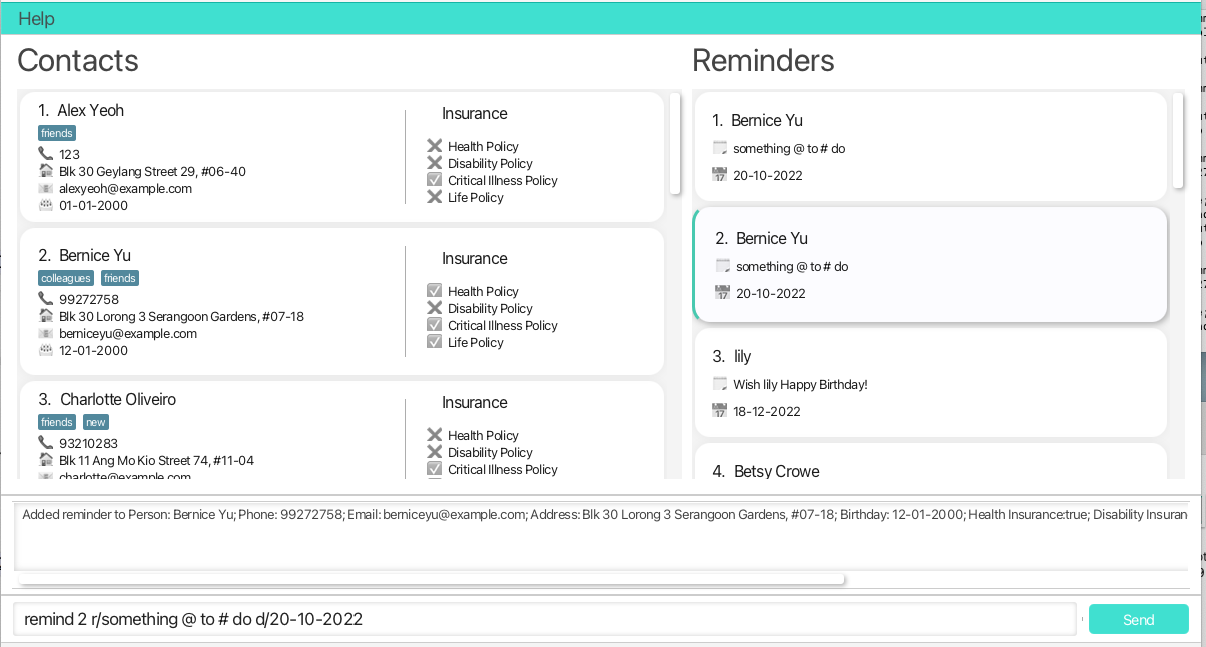 Help
Contacts
1. Alex Yeoh
friends
123
Blk 30 Geylang Street 29, #06-40
alexyeoh@example.com
01-01-2000
Insurance
Health Policy
Disability Policy
Critical Illness Policy
Life Policy
2. Bernice Yu
colleagues friends
99272758
Blk 30 Lorong 3 Serangoon Gardens, #07-18
berniceyu@example.com
12-01-2000
Insurance
Health Policy
Disability Policy
Critical Illness Policy
Life Policy
3. Charlotte Oliveiro
friends new
93210283
Blk 11 Ang Mo Kio Street 74, #11-04
charlotte@example.com
Insurance
Health Policy
Disability Policy
Critical Illness Policy
Reminders
1. Bernice Yu
something @ to # do
20-10-2022
2. Bernice Yu
something @ to # do
20-10-2022
3. lily
Wish lily Happy Birthday!
18-12-2022
4. Betsy Crowe
Added reminder to Person: Bernice Yu; Phone: 99272758; Email: berniceyu@example.com; Address: Blk 30 Lorong 3 Serangoon Gardens, #07-18; Birthday: 12-01-2000; Health Insurance:true; Disability Insuran
remind 2 r/something @ to # do d/20-10-2022
Send